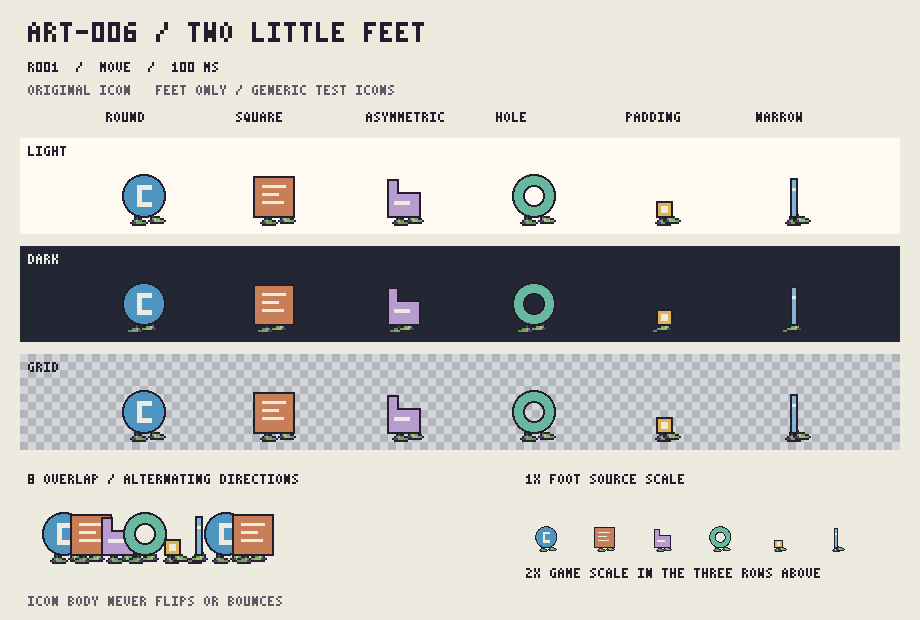 ART-006 / TWO LITTLE FEET
R001 / MOVE / 100 MS
ORIGINAL ICON FEET ONLY / GENERIC TEST ICONS
ROUND SQUARE ASYMMETRIC HOLE PADDING NARROW
LIGHT
DARK
GRID
8 OVERLAP / ALTERNATING DIRECTIONS
1X FOOT SOURCE SCALE
2X GAME SCALE IN THE THREE ROWS ABOVE
ICON BODY NEVER FLIPS OR BOUNCES